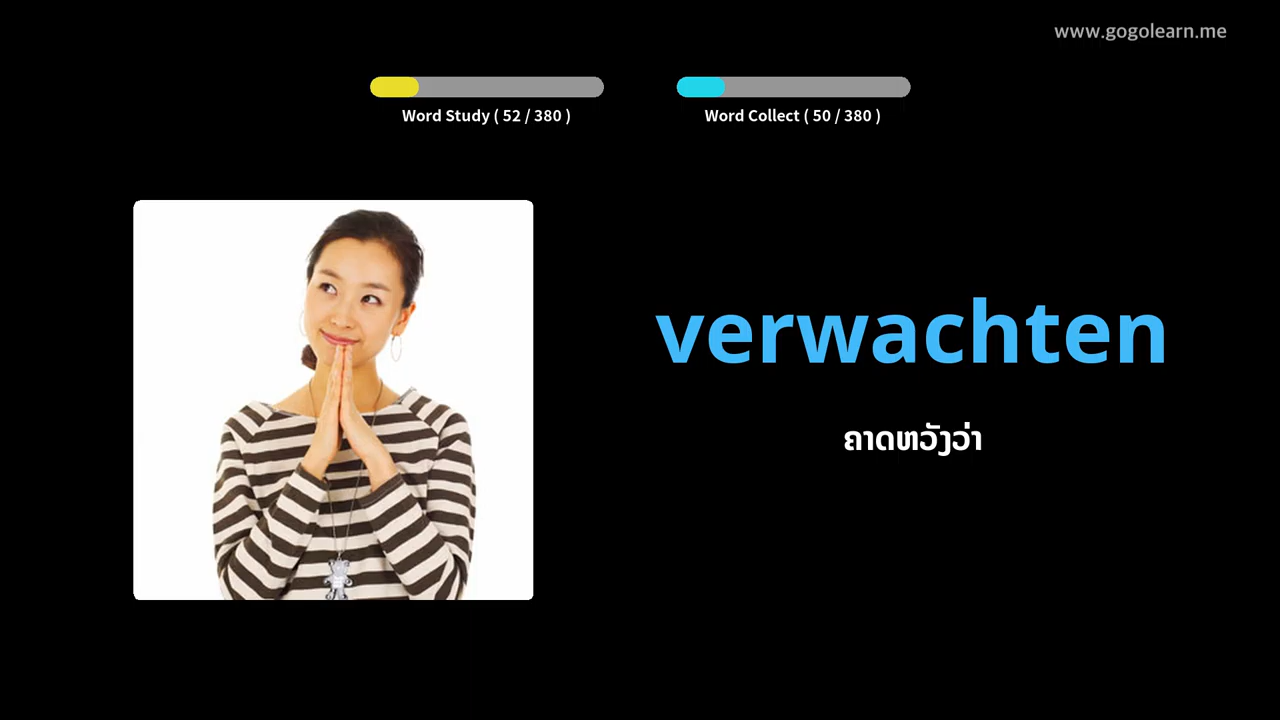 www.gogolearn.me
Word Study ( 52 / 380 )
Word Collect ( 50 / 380 )
verwachten
ຄາດຫວັງວ່າ